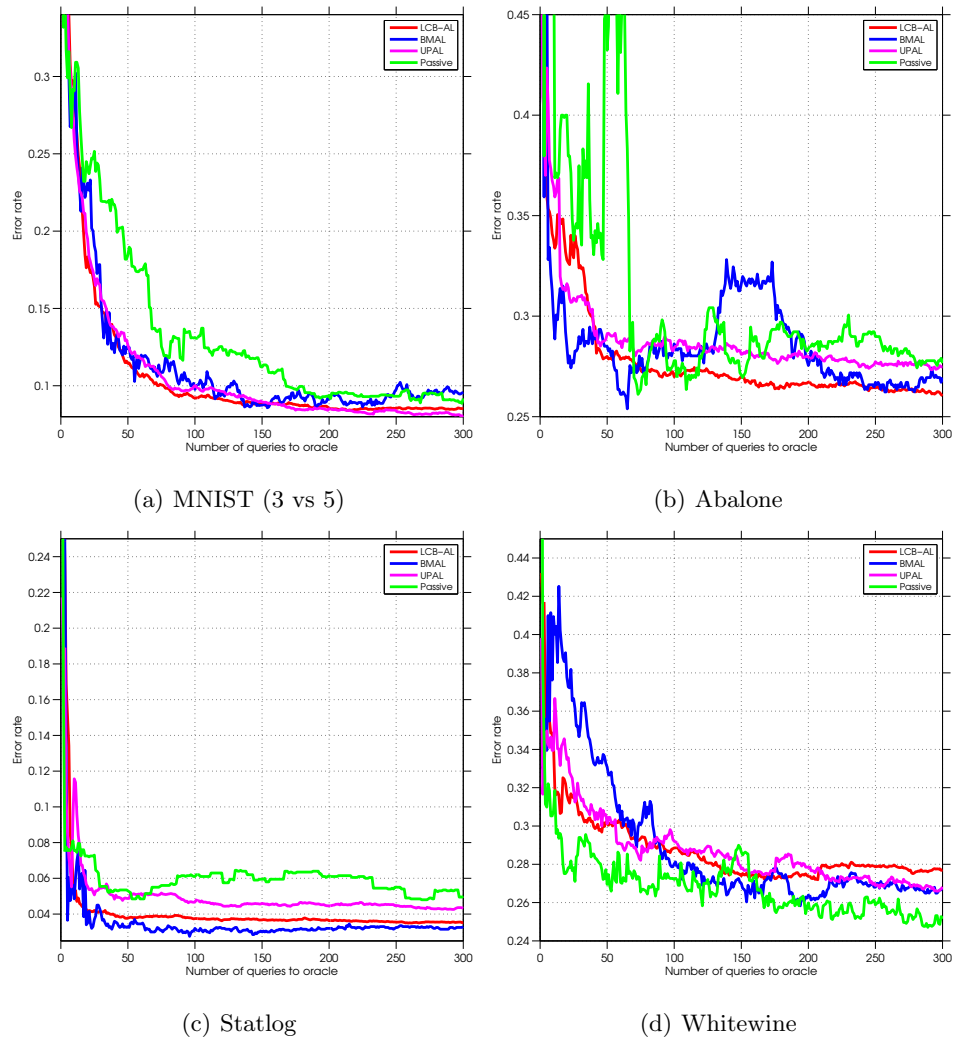 LCB-AL
BMAL
UPAL
Passive
0.3
0.25
0.2
0.15
0.1
Error rate
0 50 100 150 200 250 300
Number of queries to oracle
(a) MNIST (3 vs 5)
LCB-AL
BMAL
UPAL
Passive
0.45
0.4
0.35
0.3
0.25
Error rate
0 50 100 150 200 250 300
Number of queries to oracle
(b) Abalone
LCB-AL
BMAL
UPAL
Passive
0.24
0.22
0.2
0.18
0.16
0.14
0.12
0.1
0.08
0.06
0.04
Error rate
0 50 100 150 200 250 300
Number of queries to oracle
(c) Statlog
LCB-AL
BMAL
UPAL
Passive
0.44
0.42
0.4
0.38
0.36
0.34
0.32
0.3
0.28
0.26
0.24
Error rate
0 50 100 150 200 250 300
Number of queries to oracle
(d) Whitewine